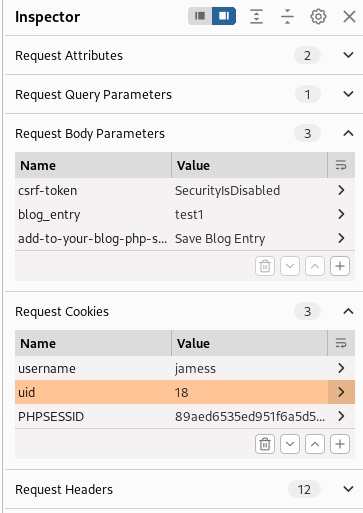 Inspector
Request Attributes 2
Request Query Parameters 1
Request Body Parameters 3
Name Value
csrf-token SecurityIsDisabled
blog_entry test1
add-to-your-blog-php-s... Save Blog Entry
Request Cookies 3
Name Value
username jamess
uid 18
PHPSESSID 89aed6535ed951f6a5d5...
Request Headers 12